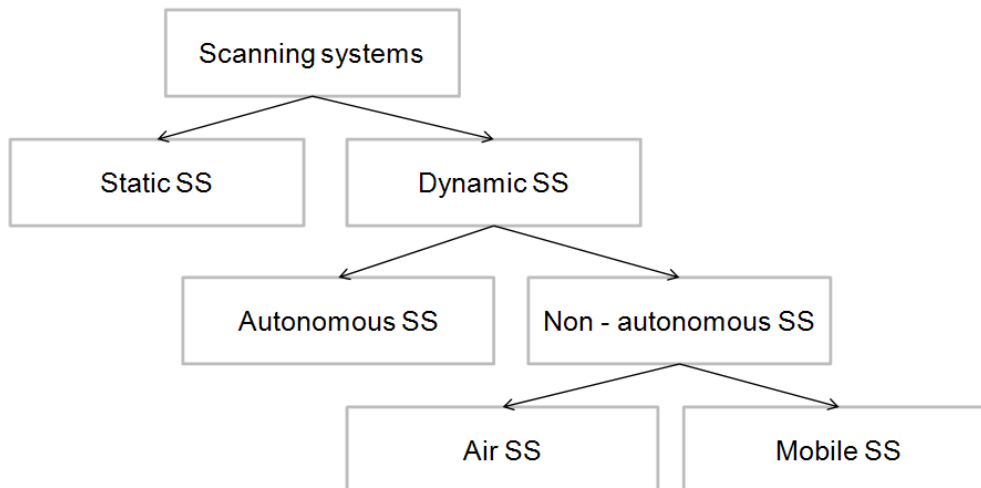 Scanning systems
Static SS
Dynamic SS
Autonomous SS
Non - autonomous SS
Air SS
Mobile SS